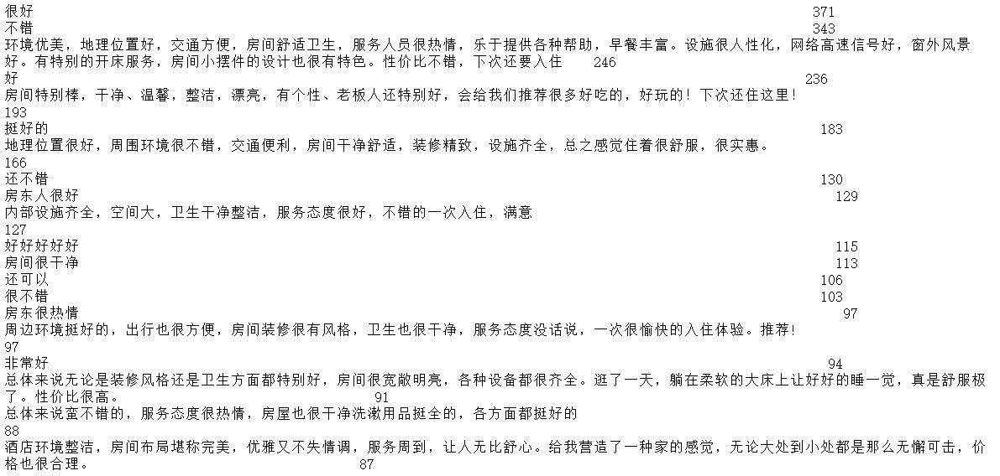 很好 371
不错 343
环境优美，地理位置好，交通方便，房间舒适卫生，服务人员很热情，乐于提供各种帮助，早餐丰富。设施很人性化，网络高速信号好，窗外风景
好。有特别的开床服务，房间小摆件的设计也很有特色。性价比不错，下次还要入住 246
好 236
房间特别棒，干净、温馨，整洁，漂亮，有个性、老板人还特别好，会给我们推荐很多好吃的，好玩的！下次还住这里！
193
挺好的 183
地理位置很好，周围环境很不错，交通便利，房间干净舒适，装修精致，设施齐全，总之感觉住着很舒服，很实惠。
166
还不错 130
房东人很好 129
内部设施齐全，空间大，卫生干净整洁，服务态度很好，不错的一次入住，满意
127
好好好好好 115
房间很干净 113
还可以 106
很不错 103
房东很热情 97
周边环境挺好的，出行也很方便，房间装修很有风格，卫生也很干净，服务态度没话说，一次很愉快的入住体验。推荐！
97
非常好 94
总体来说无论是装修风格还是卫生方面都特别好，房间很宽敞明亮，各种设备都很齐全。逛了一天，躺在柔软的大床上让好好的睡一觉，真是舒服极
了。性价比很高。 91
总体来说蛮不错的，服务态度很热情，房屋也很干净洗漱用品挺全的，各方面都挺好的
88
酒店环境整洁，房间布局堪称完美，优雅又不失情调，服务周到，让人无比舒心。给我营造了一种家的感觉，无论大处到小处都是那么无懈可击，价
格也很合理。 87